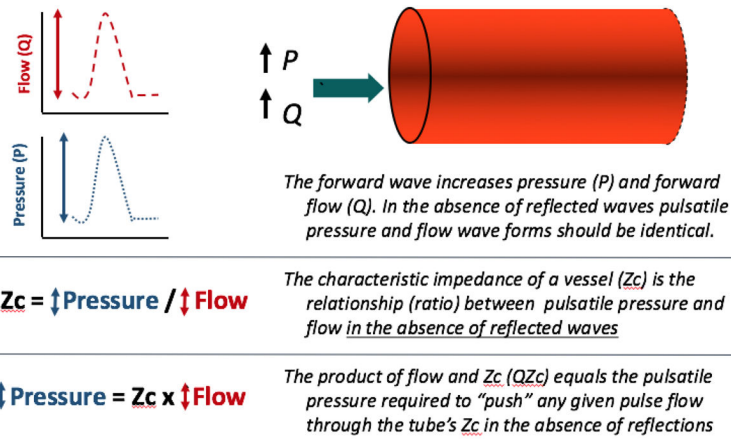 Flow (Q)
↑ P
↑ Q
Pressure (P)
The forward wave increases pressure (P) and forward
flow (Q). In the absence of reflected waves pulsatile
pressure and flow wave forms should be identical.
Zc = ↕Pressure / ↕Flow
The characteristic impedance of a vessel (Zc) is the
relationship (ratio) between pulsatile pressure and
flow in the absence of reflected waves
↕Pressure = Zc x ↕Flow
The product of flow and Zc (QZc) equals the pulsatile
pressure required to “push” any given pulse flow
through the tube’s Zc in the absence of reflections